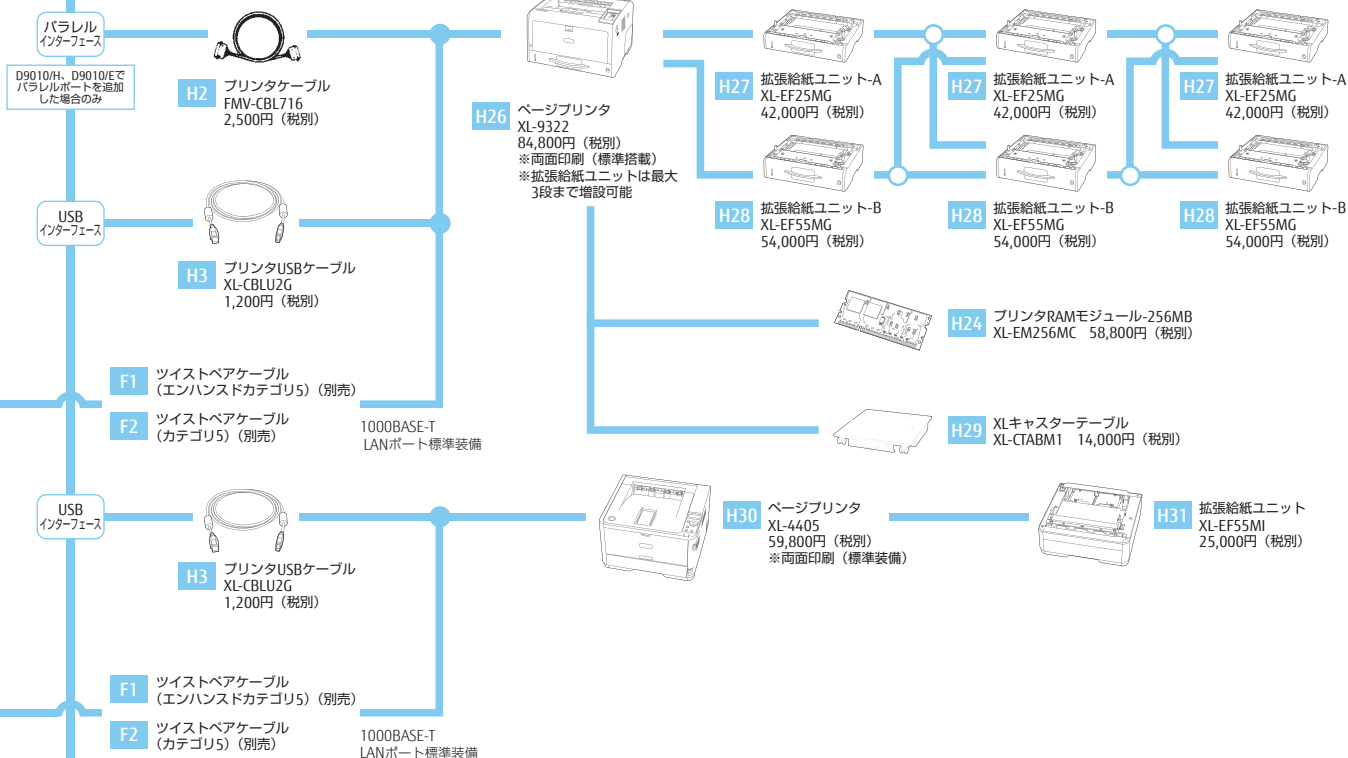 パラレル
インターフェース
D9010/H、D9010/Eで
パラレルポートを追加
した場合のみ
H2
プリンタケーブル
FMV-CBL716
2,500円（税別）
H26
ページプリンタ
XL-9322
84,800円（税別）
※両面印刷（標準搭載）
※拡張給紙ユニットは最大
3段まで増設可能
H27
拡張給紙ユニット-A
XL-EF25MG
42,000円（税別）
H27
拡張給紙ユニット-A
XL-EF25MG
42,000円（税別）
H27
拡張給紙ユニット-A
XL-EF25MG
42,000円（税別）
H28
拡張給紙ユニット-B
XL-EF55MG
54,000円（税別）
H28
拡張給紙ユニット-B
XL-EF55MG
54,000円（税別）
H28
拡張給紙ユニット-B
XL-EF55MG
54,000円（税別）
USB
インターフェース
H3
プリンタUSBケーブル
XL-CBLU2G
1,200円（税別）
H24
プリンタRAMモジュール-256MB
XL-EM256MC 58,800円（税別）
F1
ツイストペアケーブル
（エンハンスドカテゴリ5）（別売）
F2
ツイストペアケーブル
（カテゴリ5）（別売）
1000BASE-T
LANポート標準装備
H29
XLキャスターテーブル
XL-CTABM1 14,000円（税別）
USB
インターフェース
H3
プリンタUSBケーブル
XL-CBLU2G
1,200円（税別）
H30
ページプリンタ
XL-4405
59,800円（税別）
※両面印刷（標準装備）
H31
拡張給紙ユニット
XL-EF55MI
25,000円（税別）
F1
ツイストペアケーブル
（エンハンスドカテゴリ5）（別売）
F2
ツイストペアケーブル
（カテゴリ5）（別売）
1000BASE-T
LANポート標準装備